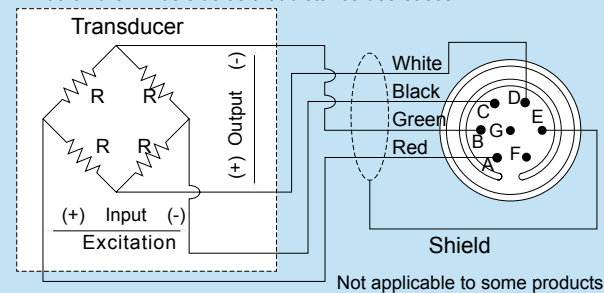 Transducer
R R
R R
(-)
Output
(+)
(+) Input (-)
Excitation
White
Black
Green
Red
C D E
B G
A F
Shield
Not applicable to some products